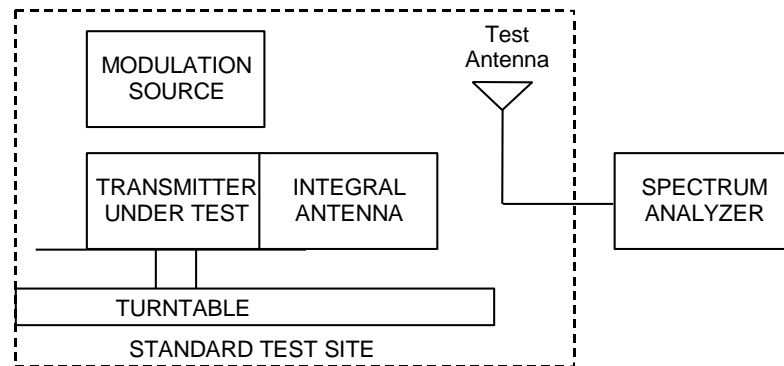 Test
Antenna
MODULATION
SOURCE
TRANSMITTER
UNDER TEST
INTEGRAL
ANTENNA
SPECTRUM
ANALYZER
TURNTABLE
STANDARD TEST SITE